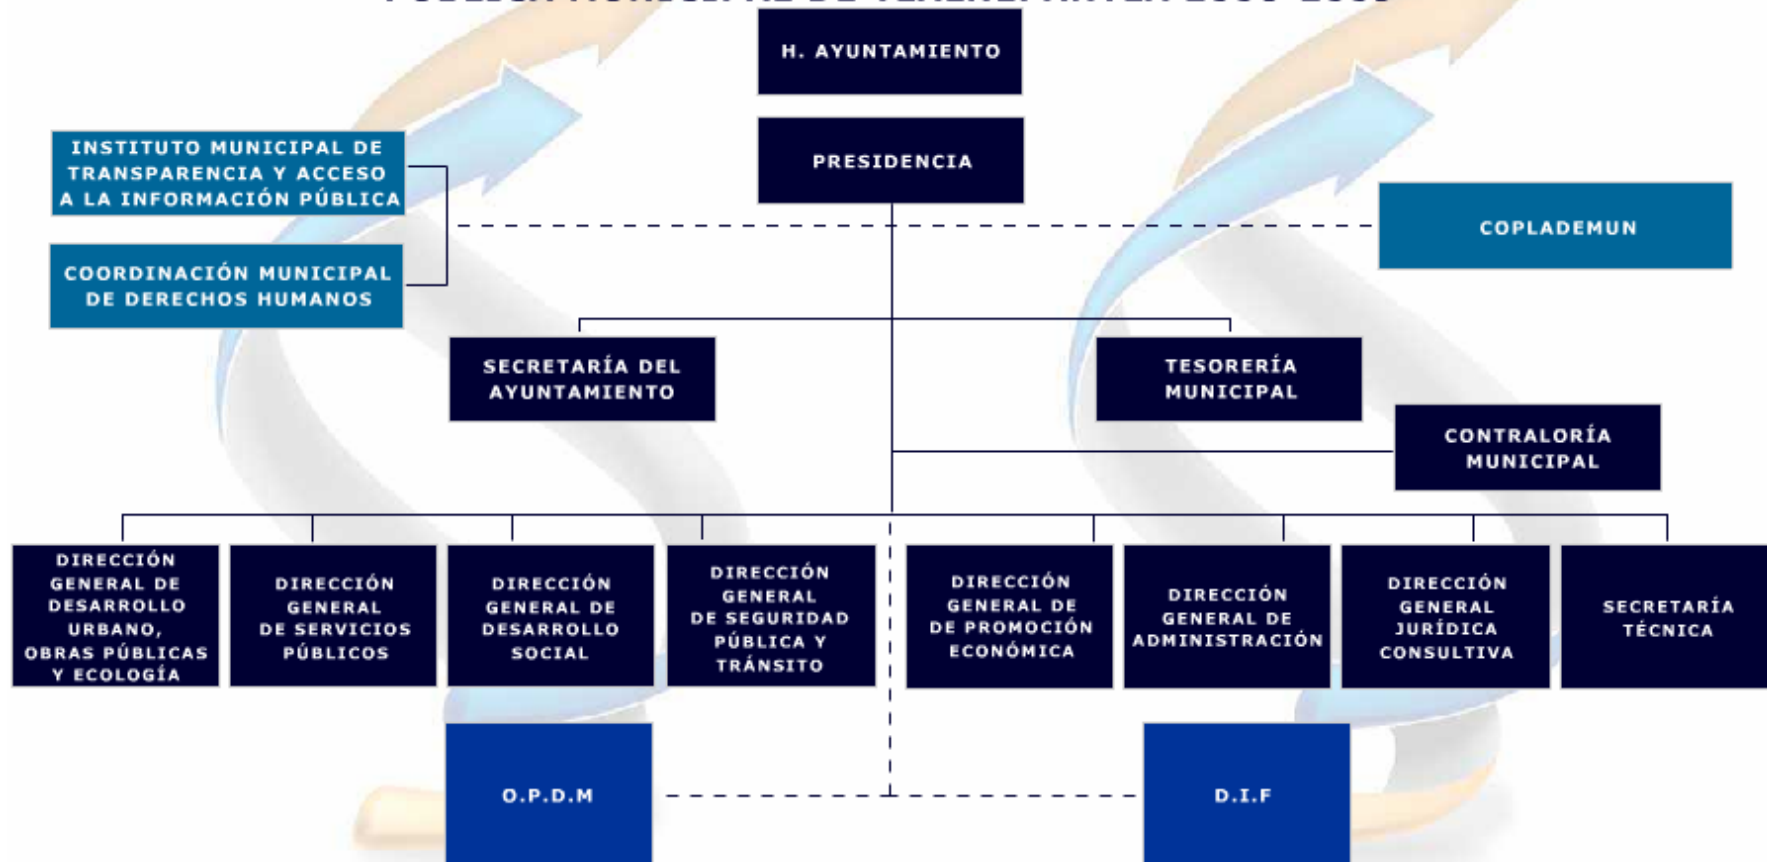 H. AYUNTAMIENTO
PRESIDENCIA
INSTITUTO MUNICIPAL DE
TRANSPARENCIA Y ACCESO
A LA INFORMACIÓN PÚBLICA
COPLADEMUN
COORDINACIÓN MUNICIPAL
DE DERECHOS HUMANOS
SECRETARÍA DEL
AYUNTAMIENTO
TESORERÍA
MUNICIPAL
CONTRALORÍA
MUNICIPAL
DIRECCIÓN
GENERAL DE
DESARROLLO
URBANO,
OBRAS PÚBLICAS
Y ECOLOGÍA
DIRECCIÓN
GENERAL
DE SERVICIOS
PÚBLICOS
DIRECCIÓN
GENERAL DE
DESARROLLO
SOCIAL
DIRECCIÓN
GENERAL
DE SEGURIDAD
PÚBLICA Y
TRÁNSITO
DIRECCIÓN
GENERAL DE
DE PROMOCIÓN
ECONÓMICA
DIRECCIÓN
GENERAL DE
ADMINISTRACIÓN
DIRECCIÓN
GENERAL
JURÍDICA
CONSULTIVA
SECRETARÍA
TÉCNICA
O.P.D.M
D.I.F